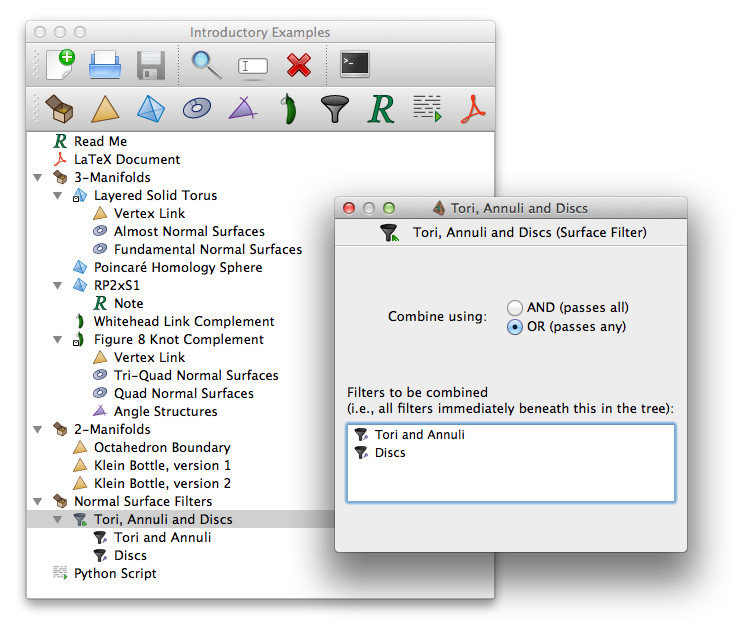 Introductory Examples
Read Me
LaTeX Document
3-Manifolds
Layered Solid Torus
Vertex Link
Almost Normal Surfaces
Fundamental Normal Surfaces
Poincaré Homology Sphere
RP2xS1
Note
Whitehead Link Complement
Figure 8 Knot Complement
Vertex Link
Tri-Quad Normal Surfaces
Quad Normal Surfaces
Angle Structures
2-Manifolds
Octahedron Boundary
Klein Bottle, version 1
Klein Bottle, version 2
Normal Surface Filters
Tori, Annuli and Discs
Tori and Annuli
Discs
Python Script
Tori, Annuli and Discs
Tori, Annuli and Discs (Surface Filter)
Combine using:
AND (passes all)
OR (passes any)
Filters to be combined
(i.e., all filters immediately beneath this in the tree):
Tori and Annuli
Discs